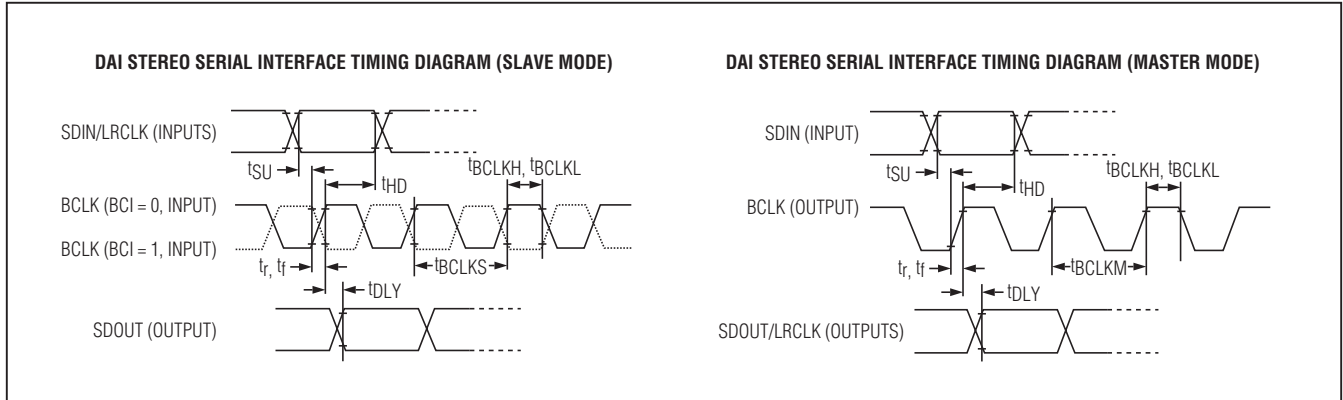 DAI STEREO SERIAL INTERFACE TIMING DIAGRAM (SLAVE MODE)
SDIN/LRCLK (INPUTS)
tSU
tHD
tBCLKH, tBCLKL
BCLK (BCI = 0, INPUT)
BCLK (BCI = 1, INPUT)
tr, tf
tBCLKS
tDLY
SDOUT (OUTPUT)
DAI STEREO SERIAL INTERFACE TIMING DIAGRAM (MASTER MODE)
SDIN (INPUT)
tSU
tHD
tBCLKH, tBCLKL
BCLK (OUTPUT)
tr, tf
tBCLKM
tDLY
SDOUT/LRCLK (OUTPUTS)